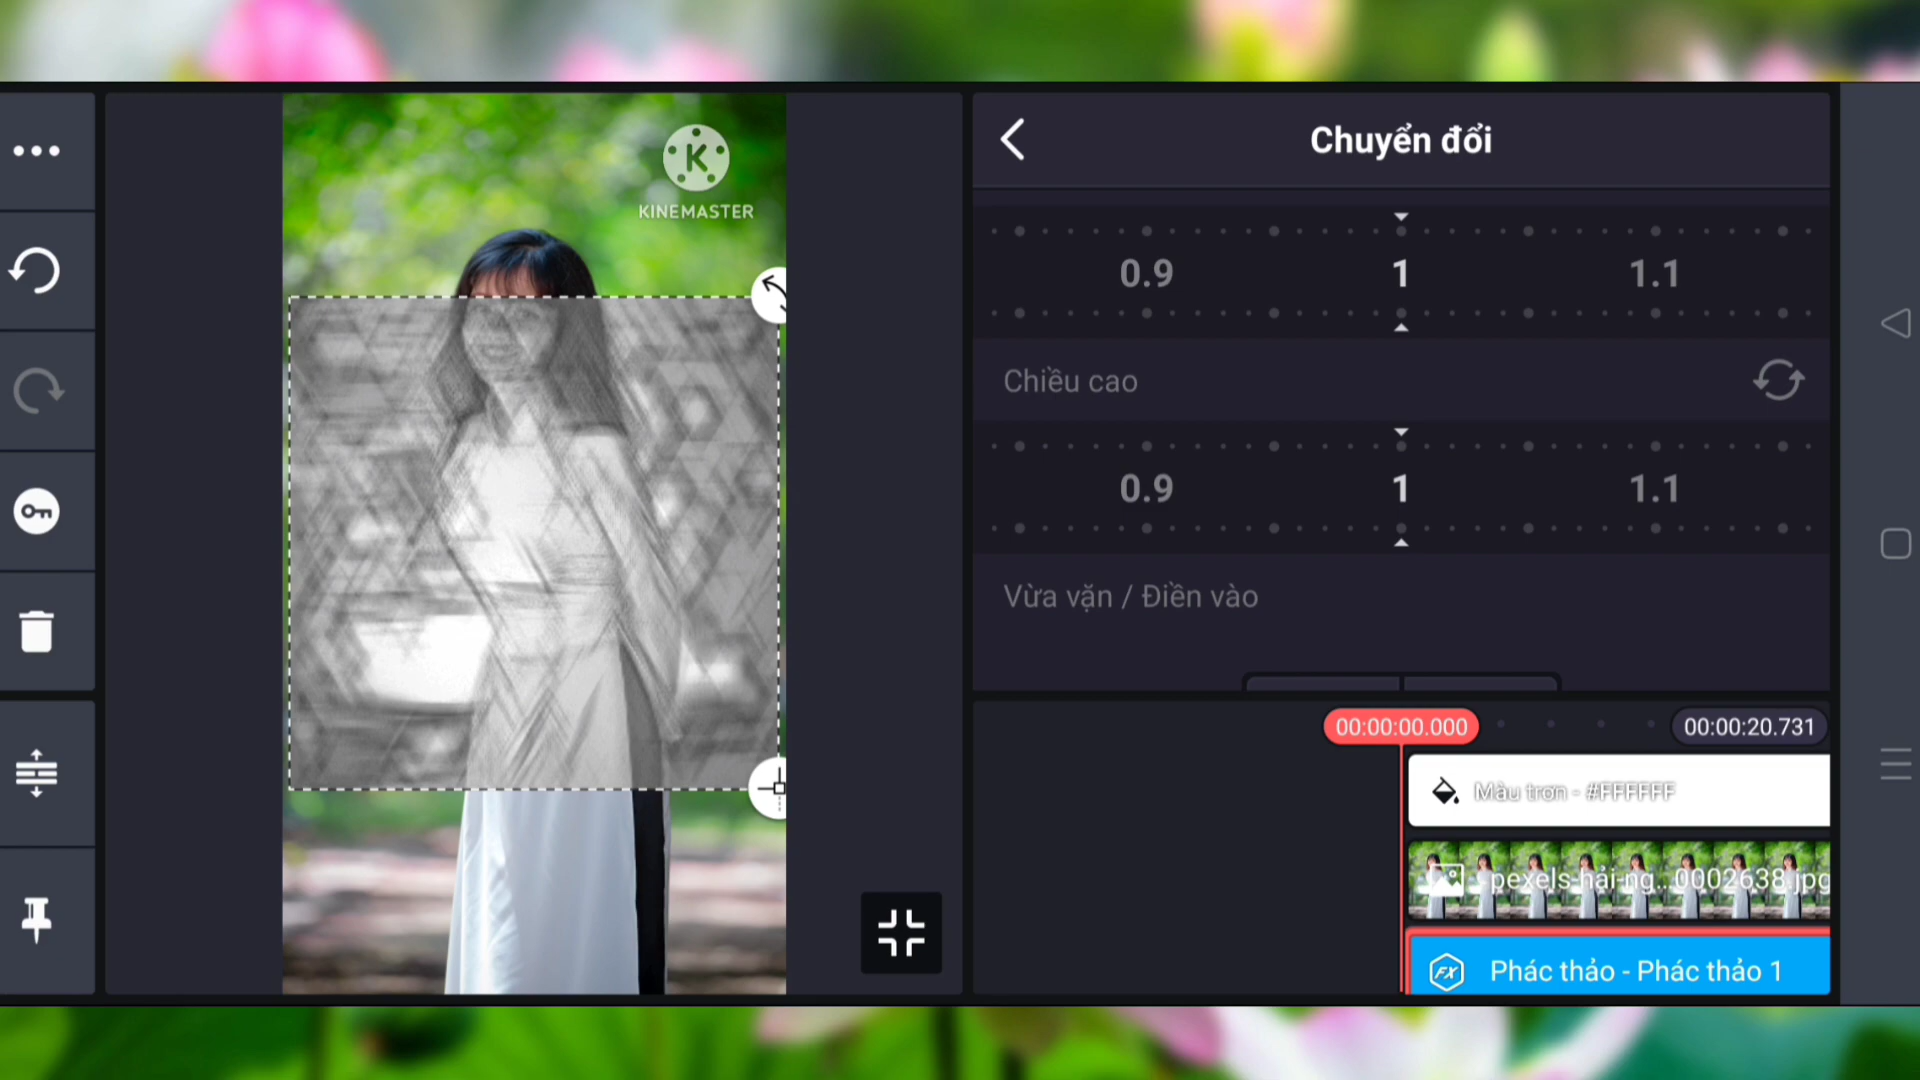 KINEMASTER
Chuyển đổi
0.9 1 1.1
Chiều cao
0.9 1 1.1
Vừa vặn / Điền vào
00:00:00.000 00:00:20.731
Màu trơn - #FFFFFF
pexels-hải-ng...0002638.jpg
FX Phác thảo - Phác thảo 1